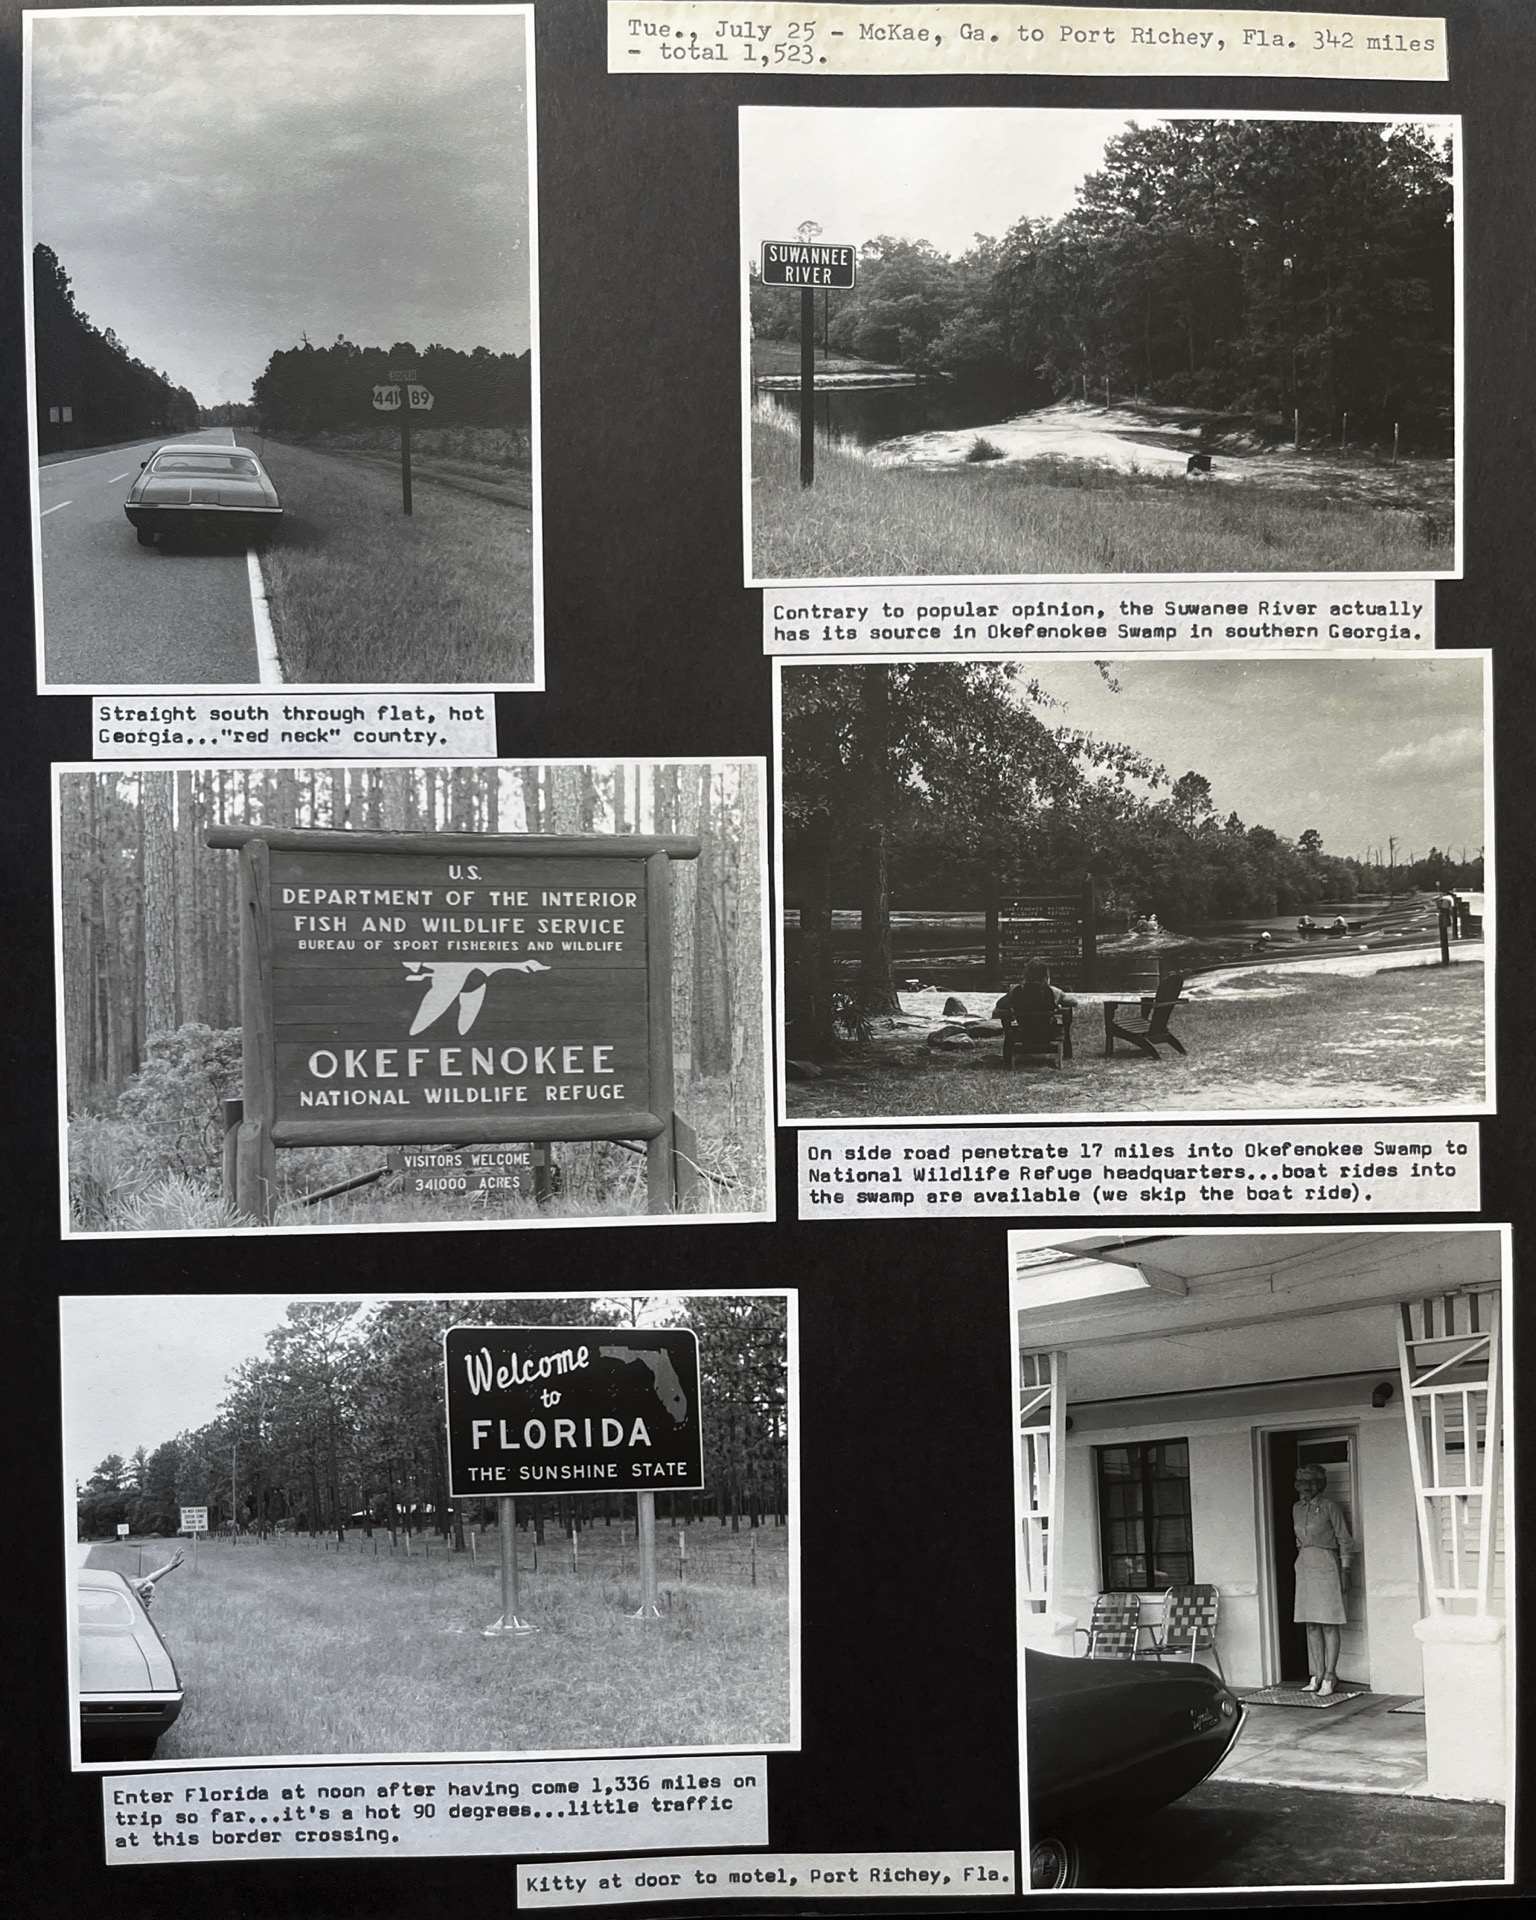 Tue., July 25 - McKae, Ga. to Port Richey, Fla. 342 miles
- total 1,523.
SOUTH
441 89
Straight south through flat, hot
Georgia..."red neck" country.
SUWANNEE
RIVER
Contrary to popular opinion, the Suwanee River actually
has its source in Okefenokee Swamp in southern Georgia.
U.S.
DEPARTMENT OF THE INTERIOR
FISH AND WILDLIFE SERVICE
BUREAU OF SPORT FISHERIES AND WILDLIFE
OKEFENOKEE
NATIONAL WILDLIFE REFUGE
VISITORS WELCOME
341000 ACRES
OKEFENOKEE NATIONAL
WILDLIFE REFUGE
On side road penetrate 17 miles into Okefenokee Swamp to
National Wildlife Refuge headquarters...boat rides into
the swamp are available (we skip the boat ride).
Welcome
to
FLORIDA
THE SUNSHINE STATE
Enter Florida at noon after having come 1,336 miles on
trip so far...it's a hot 90 degrees...little traffic
at this border crossing.
Kitty at door to motel, Port Richey, Fla.